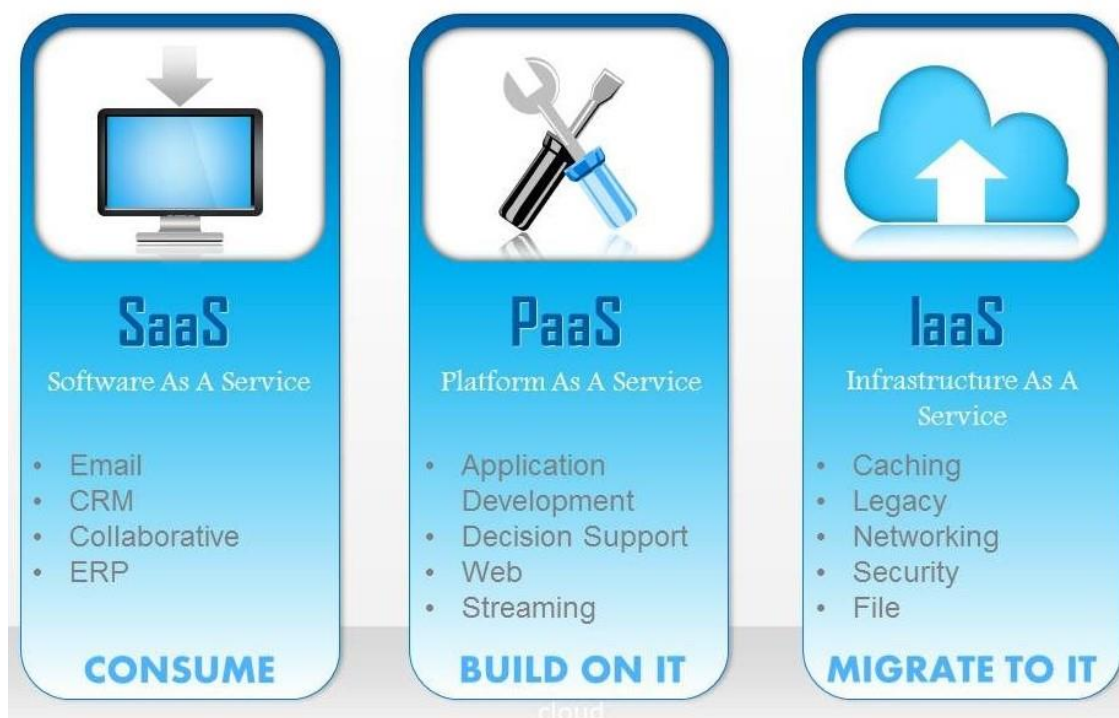 SaaS
Software As A Service
• Email
• CRM
• Collaborative
• ERP
CONSUME
PaaS
Platform As A Service
• Application
Development
• Decision Support
• Web
• Streaming
BUILD ON IT
IaaS
Infrastructure As A
Service
• Caching
• Legacy
• Networking
• Security
• File
MIGRATE TO IT
cloud